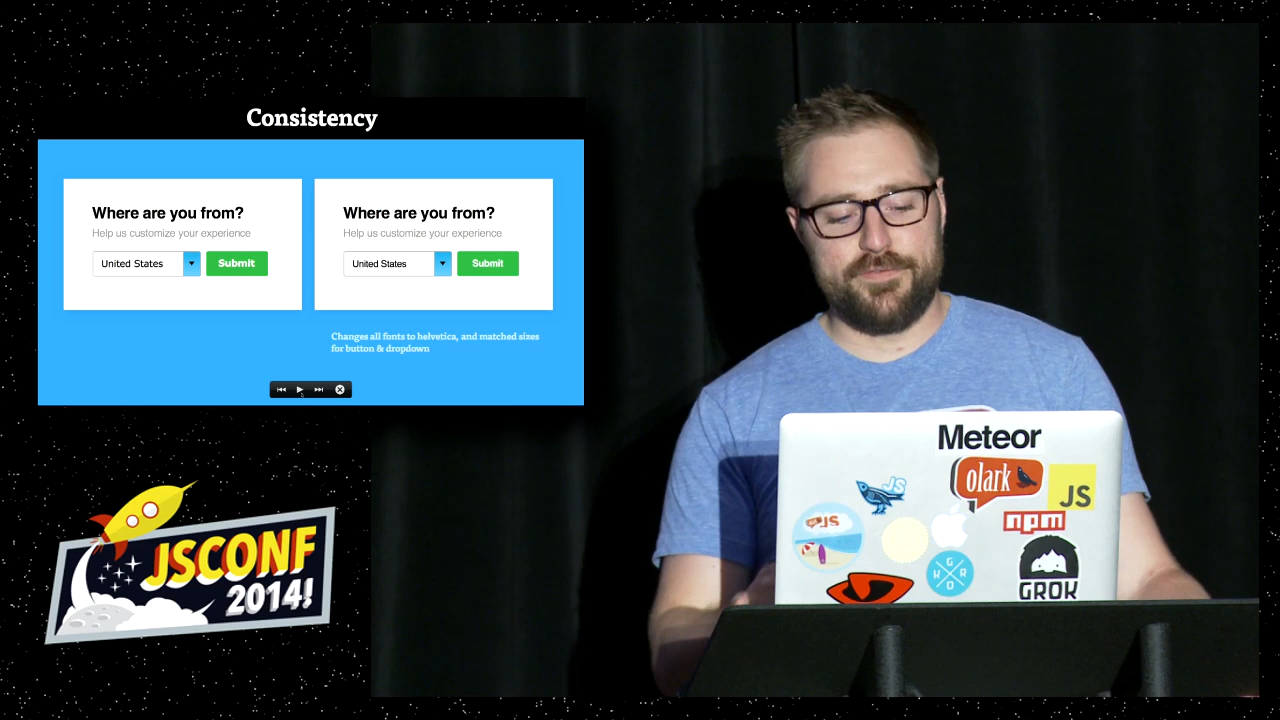 Consistency
Where are you from?
Help us customize your experience
United States
Submit
Where are you from?
Help us customize your experience
United States
Submit
Changes all fonts to helvetica, and matched sizes
for button & dropdown
JSCONF
2014!
Meteor
JS
olark
JS
JS
npm
G
K R
O
GROK